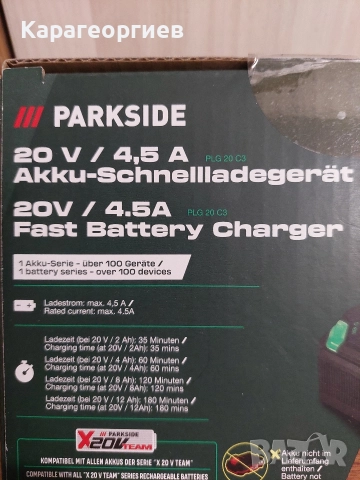 Карагеоргиев
/// PARKSIDE
20 V / 4,5 A PLG 20 C3
Akku-Schnellladegerät
20V / 4.5A PLG 20 C3
Fast Battery Charger
1 Akku-Serie – über 100 Geräte /
1 battery series – over 100 devices
Ladestrom: max. 4,5 A /
Rated current: max. 4.5A
Ladezeit (bei 20 V / 2 Ah): 35 Minuten /
Charging time (at 20V / 2Ah): 35 mins
Ladezeit (bei 20 V / 4 Ah): 60 Minuten /
Charging time (at 20V / 4Ah): 60 mins
Ladezeit (bei 20 V / 8 Ah): 120 Minuten /
Charging time (at 20V / 8Ah): 120 mins
Ladezeit (bei 20 V / 12 Ah): 180 Minuten /
Charging time (at 20V / 12Ah): 180 mins
/// PARKSIDE
X20VTEAM
KOMPATIBEL MIT ALLEN AKKUS DER SERIE "X 20 V TEAM"
COMPATIBLE WITH ALL "X 20 V TEAM" SERIES RECHARGEABLE BATTERIES
Akku nicht im
Lieferumfang
enthalten /
Battery not
BAZAR